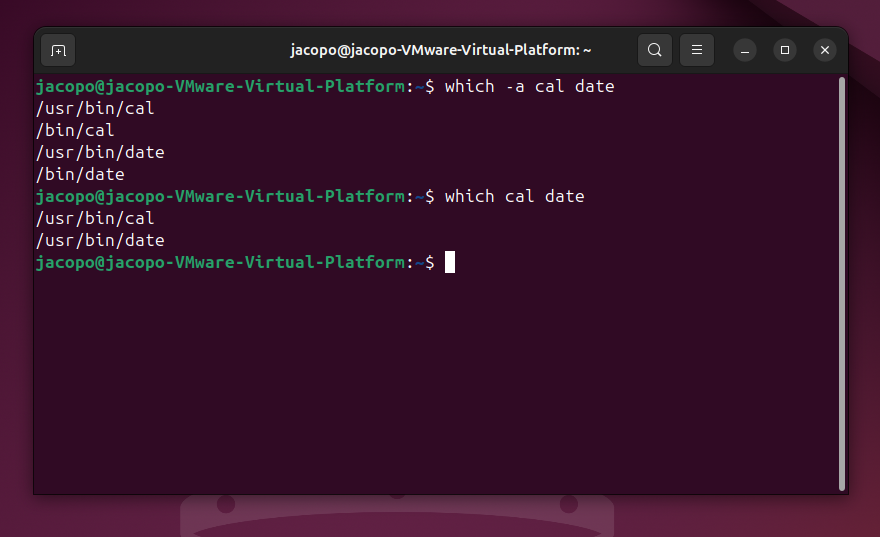 jacopo@jacopo-VMware-Virtual-Platform: ~
jacopo@jacopo-VMware-Virtual-Platform:~$ which -a cal date
/usr/bin/cal
/bin/cal
/usr/bin/date
/bin/date
jacopo@jacopo-VMware-Virtual-Platform:~$ which cal date
/usr/bin/cal
/usr/bin/date
jacopo@jacopo-VMware-Virtual-Platform:~$